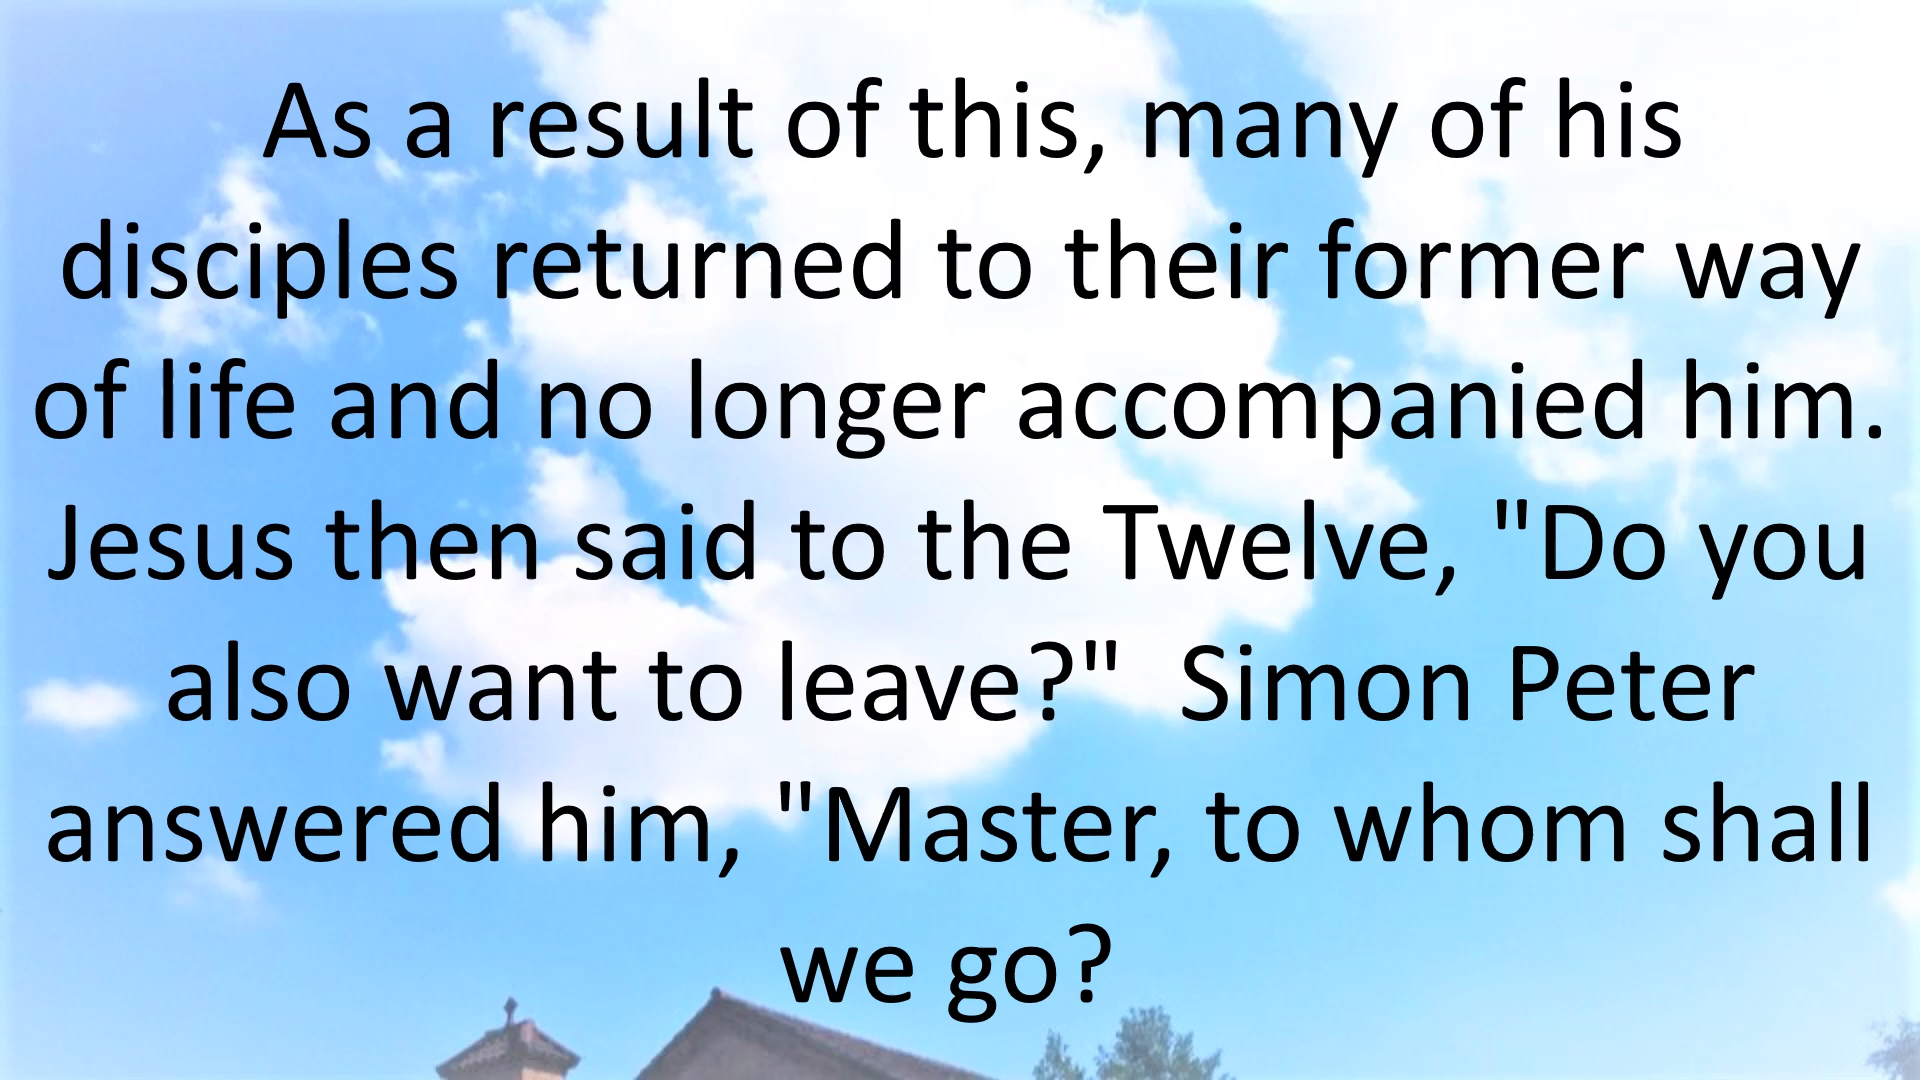 As a result of this, many of his
disciples returned to their former way
of life and no longer accompanied him.
Jesus then said to the Twelve, "Do you
also want to leave?"  Simon Peter
answered him, "Master, to whom shall
we go?